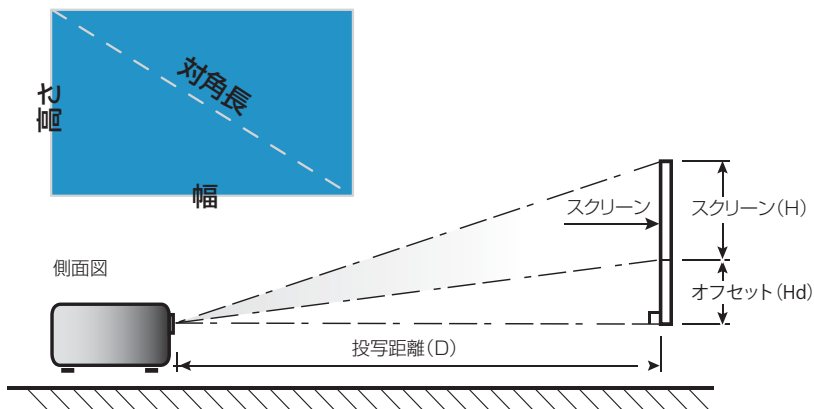 対角長
高さ
幅
スクリーン
スクリーン(H)
側面図
オフセット(Hd)
投写距離(D)